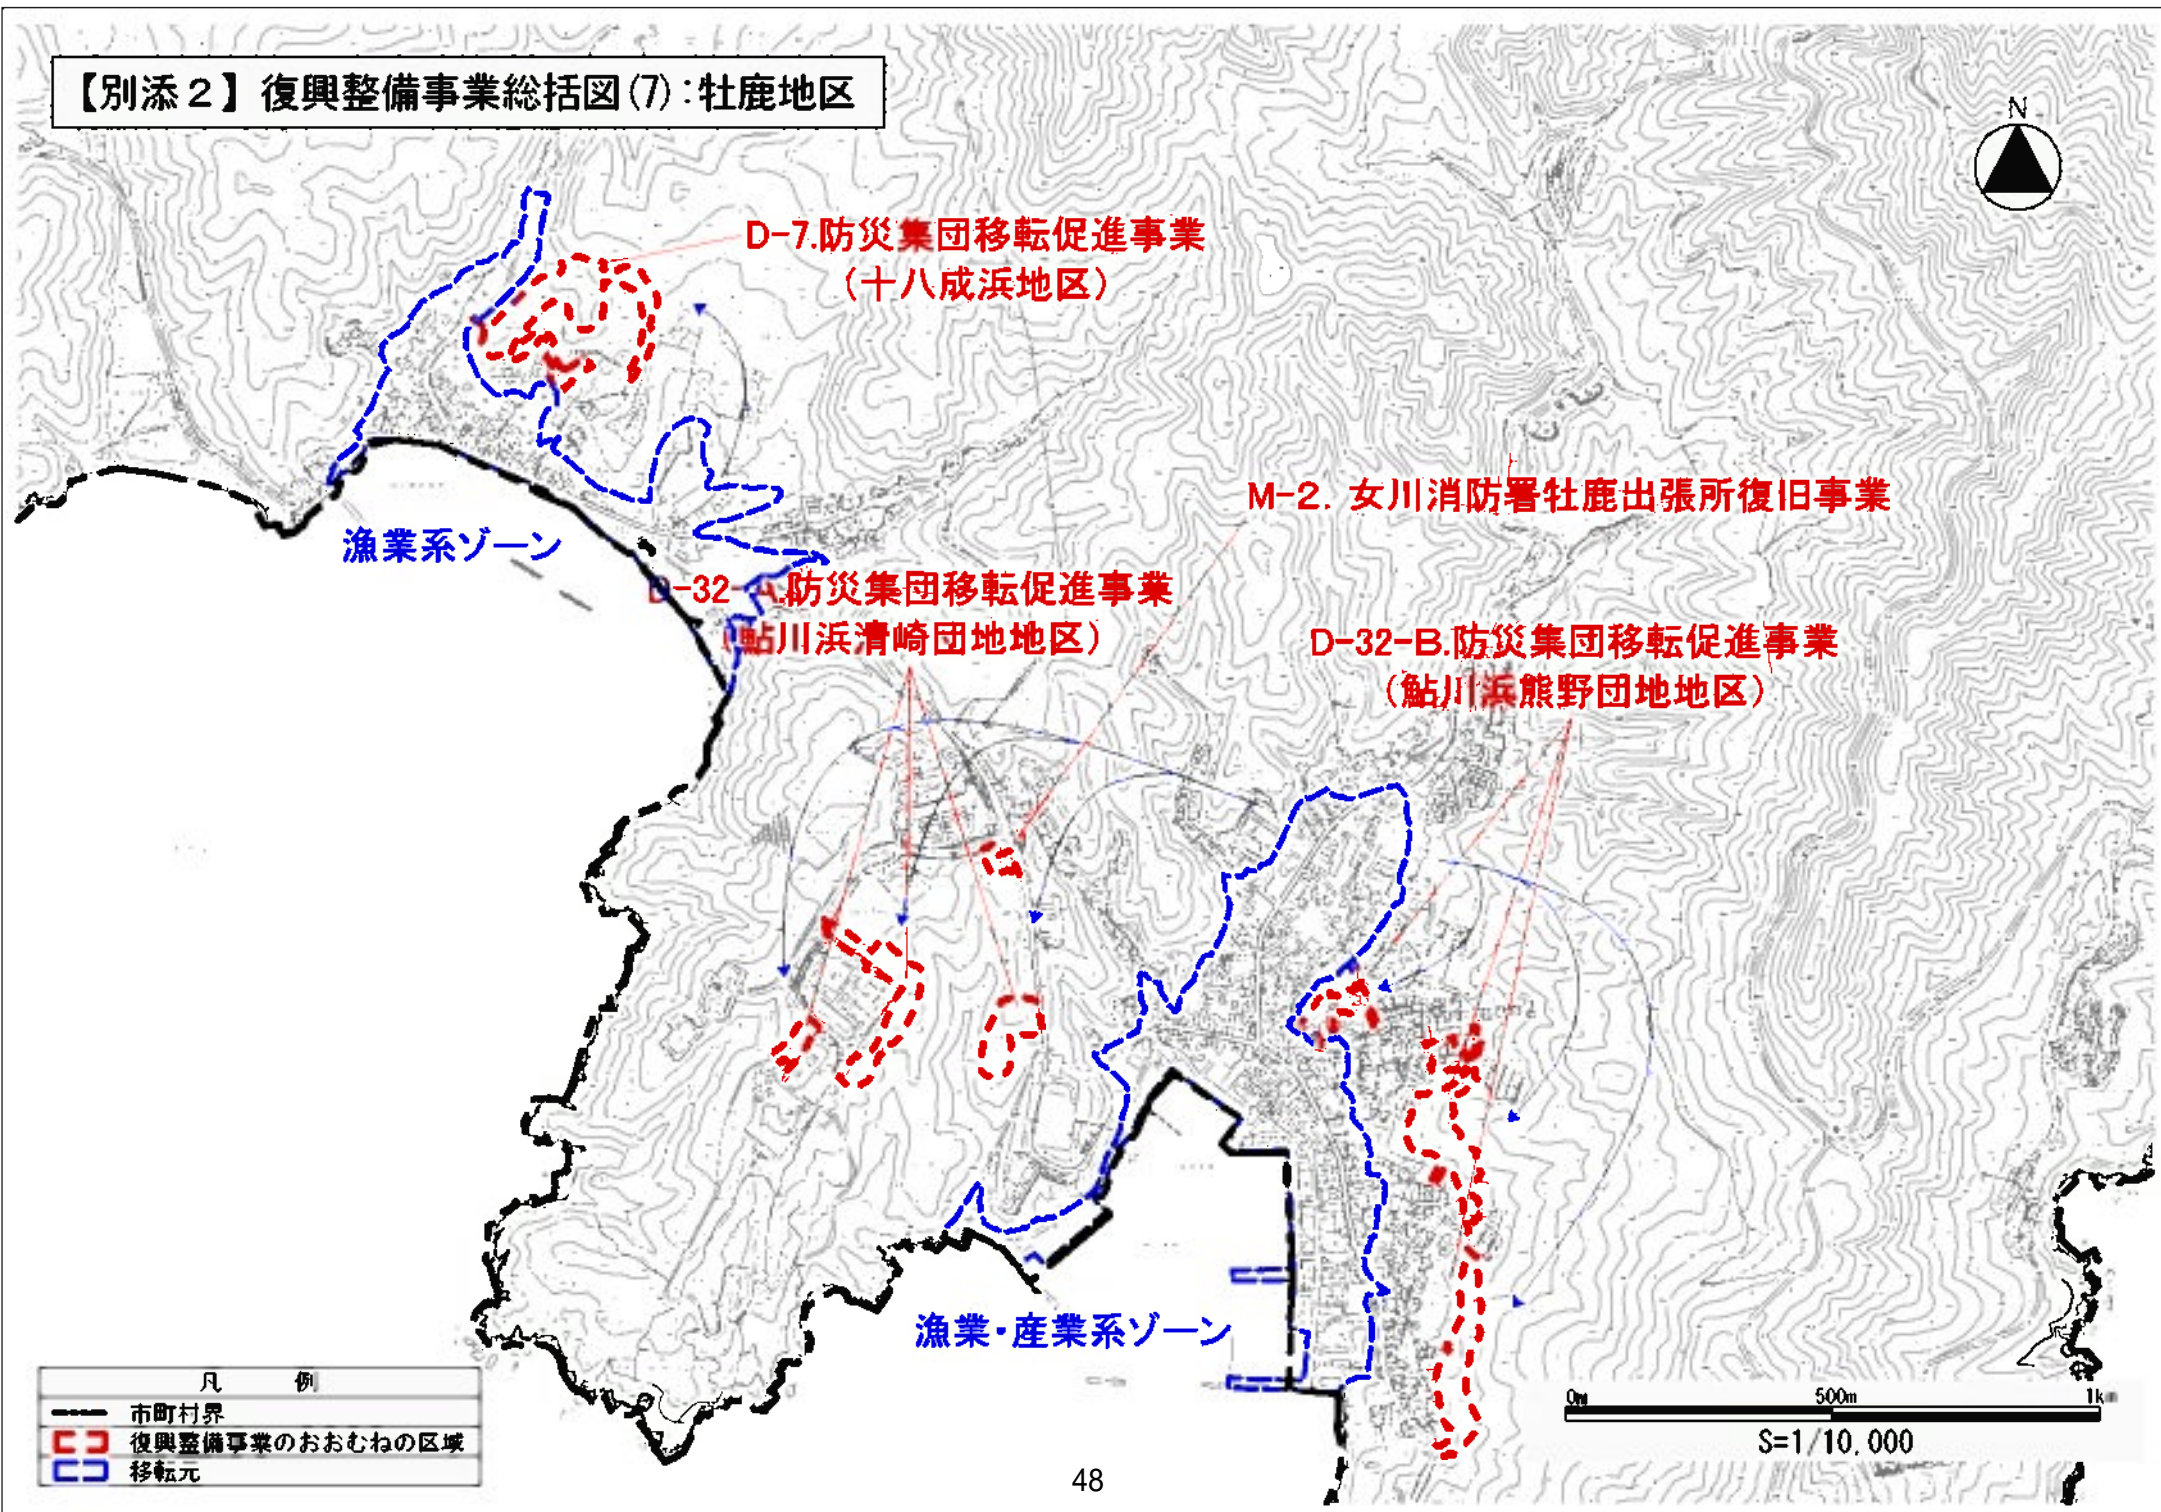 【別添２】復興整備事業総括図(7):牡鹿地区
N
D-7.防災集団移転促進事業
（十八成浜地区）
M-2. 女川消防署牡鹿出張所復旧事業
漁業系ゾーン
D-32-A.防災集団移転促進事業
（鮎川浜清崎団地地区）
D-32-B.防災集団移転促進事業
（鮎川浜熊野団地地区）
漁業・産業系ゾーン
凡 例
市町村界
復興整備事業のおおむねの区域
移転元
0m 500m 1km
S=1/10,000
48